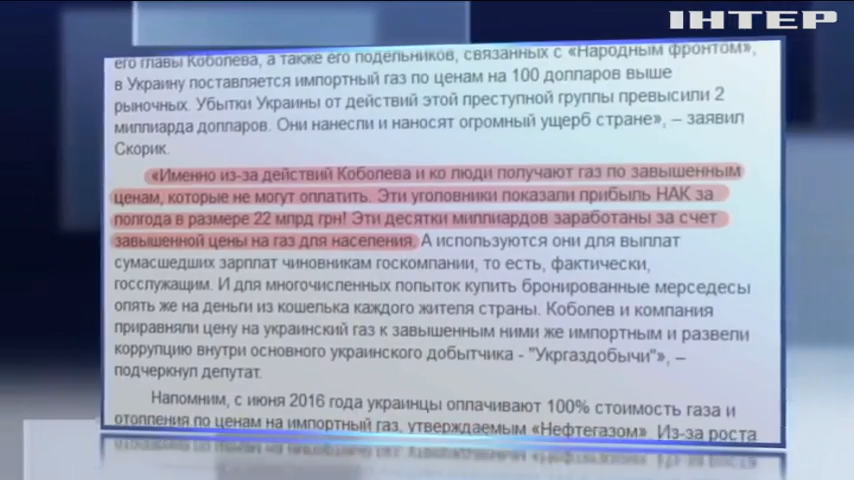 ІНТЕР
его главы Коболева, а также его подельников, связанных с «Народным фронтом»,
в Украину поставляется импортный газ по ценам на 100 долларов выше
рыночных. Убытки Украины от действий этой преступной группы превысили 2
миллиарда долларов. Они нанесли и наносят огромный ущерб стране», – заявил
Скорик.
«Именно из-за действий Коболева и ко люди получают газ по завышенным
ценам, которые не могут оплатить. Эти уголовники показали прибыль НАК за
полгода в размере 22 млрд грн! Эти десятки миллиардов заработаны за счет
завышенной цены на газ для населения. А используются они для выплат
сумасшедших зарплат чиновникам госкомпании, то есть, фактически,
госслужащим. И для многочисленных попыток купить бронированные мерседесы
опять же на деньги из кошелька каждого жителя страны. Коболев и компания
приравняли цену на украинский газ к завышенным ними же импортным и развели
коррупцию внутри основного украинского добытчика - "Укргаздобычи"», –
подчеркнул депутат.
Напомним, с июня 2016 года украинцы оплачивают 100% стоимость газа и
отопления по ценам на импортный газ, утверждаемым «Нефтегазом». Из-за роста